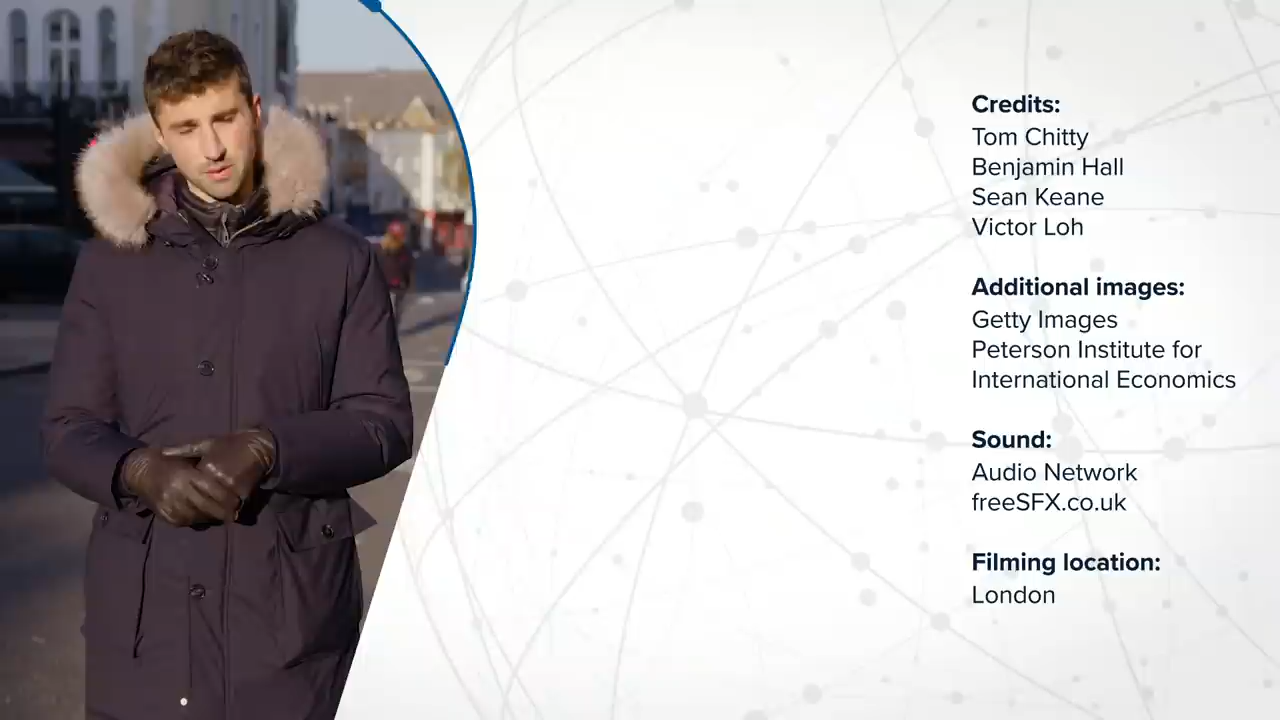 Credits:
Tom Chitty
Benjamin Hall
Sean Keane
Victor Loh
Additional images:
Getty Images
Peterson Institute for
International Economics
Sound:
Audio Network
freeSFX.co.uk
Filming location:
London